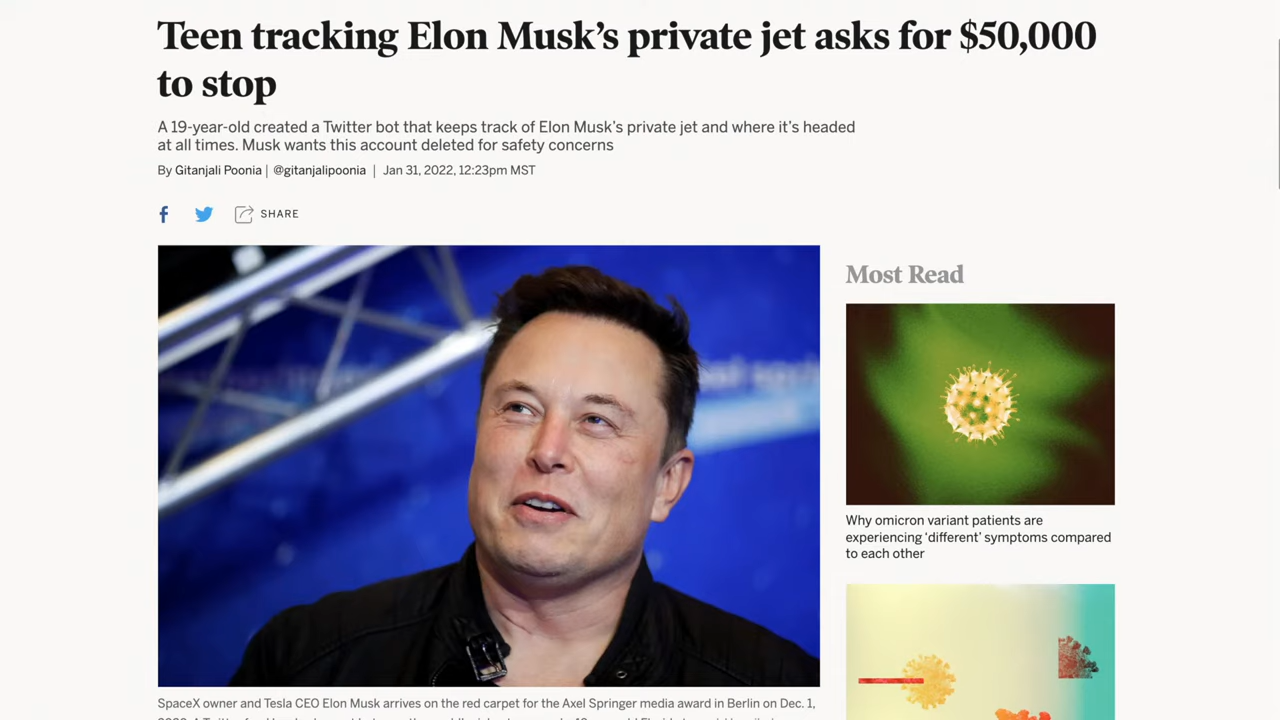 Teen tracking Elon Musk’s private jet asks for $50,000
to stop
A 19-year-old created a Twitter bot that keeps track of Elon Musk’s private jet and where it’s headed
at all times. Musk wants this account deleted for safety concerns
By Gitanjali Poonia | @gitanjalipoonia | Jan 31, 2022, 12:23pm MST
SHARE
Most Read
Why omicron variant patients are
experiencing ‘different’ symptoms compared
to each other
SpaceX owner and Tesla CEO Elon Musk arrives on the red carpet for the Axel Springer media award in Berlin on Dec. 1,